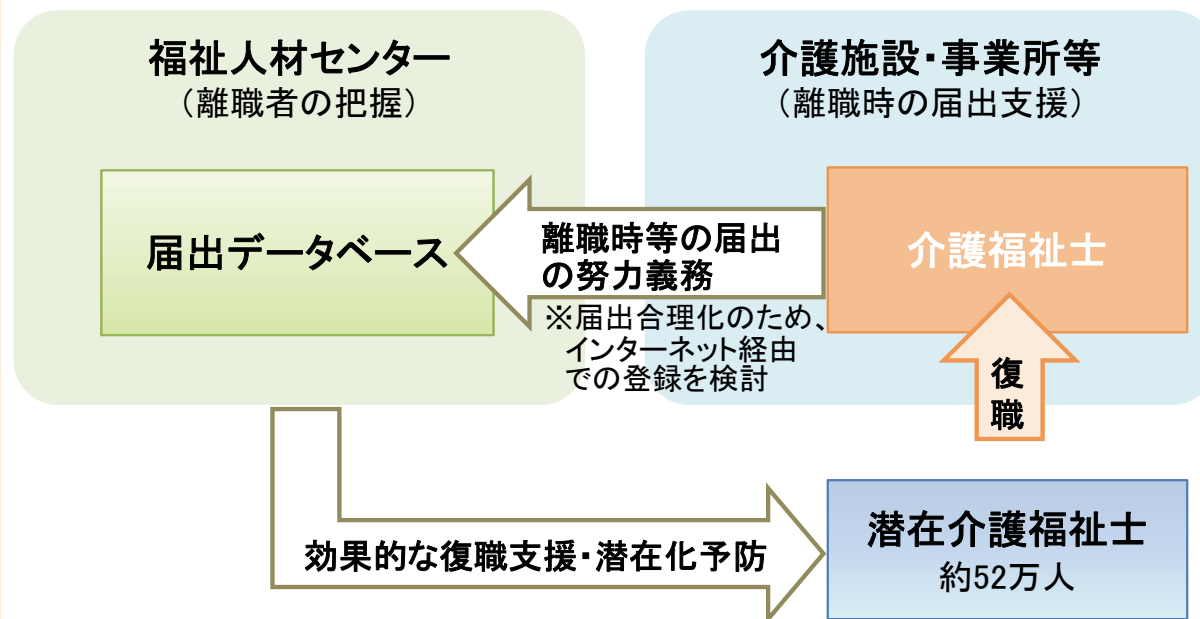 福祉人材センター
（離職者の把握）
介護施設・事業所等
（離職時の届出支援）
届出データベース
離職時等の届出
の努力義務
※届出合理化のため、
インターネット経由
での登録を検討
介護福祉士
復
職
効果的な復職支援・潜在化予防
潜在介護福祉士
約52万人